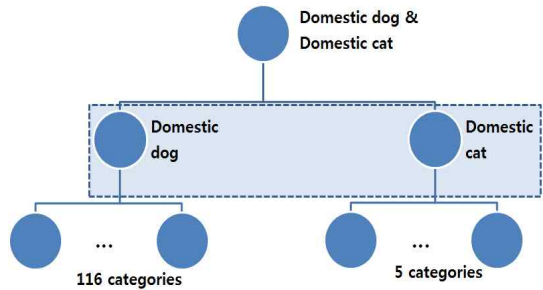 Domestic dog &
Domestic cat
Domestic
dog
Domestic
cat
...
...
116 categories
5 categories